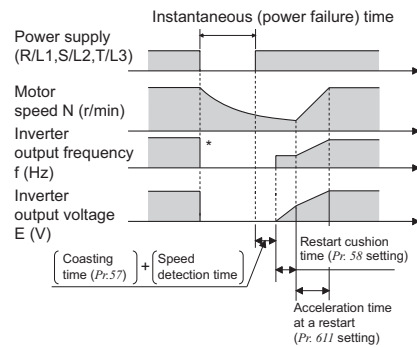 Instantaneous (power failure) time
Power supply
(R/L1,S/L2,T/L3)
Motor
speed N (r/min)
Inverter
output frequency
f (Hz)
*
Inverter
output voltage
E (V)
Coasting
time (Pr.57)
+
Speed
detection time
Restart cushion
time (Pr. 58 setting)
Acceleration time
at a restart
(Pr. 611 setting)